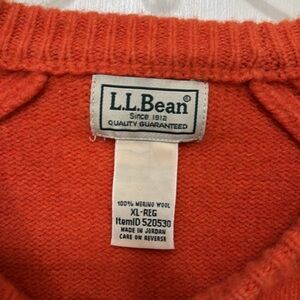 L.L.Bean®
Since 1912
QUALITY GUARANTEED
100% MERINO WOOL
XL-REG
ItemID 520530
MADE IN JORDAN
CARE ON REVERSE